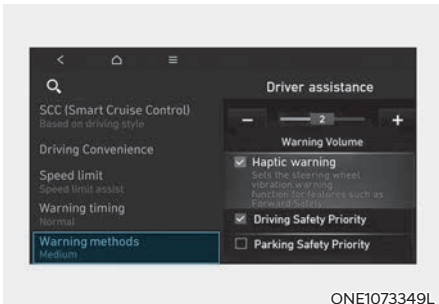 Driver assistance
SCC (Smart Cruise Control)
Based on driving style
Driving Convenience
Speed limit
Speed limit assist
Warning timing
Normal
Warning methods
Medium
− 2 +
Warning Volume
Haptic warning
Sets the steering wheel
vibration warning
function for features such as
Forward Safety
Driving Safety Priority
Parking Safety Priority
ONE1073349L